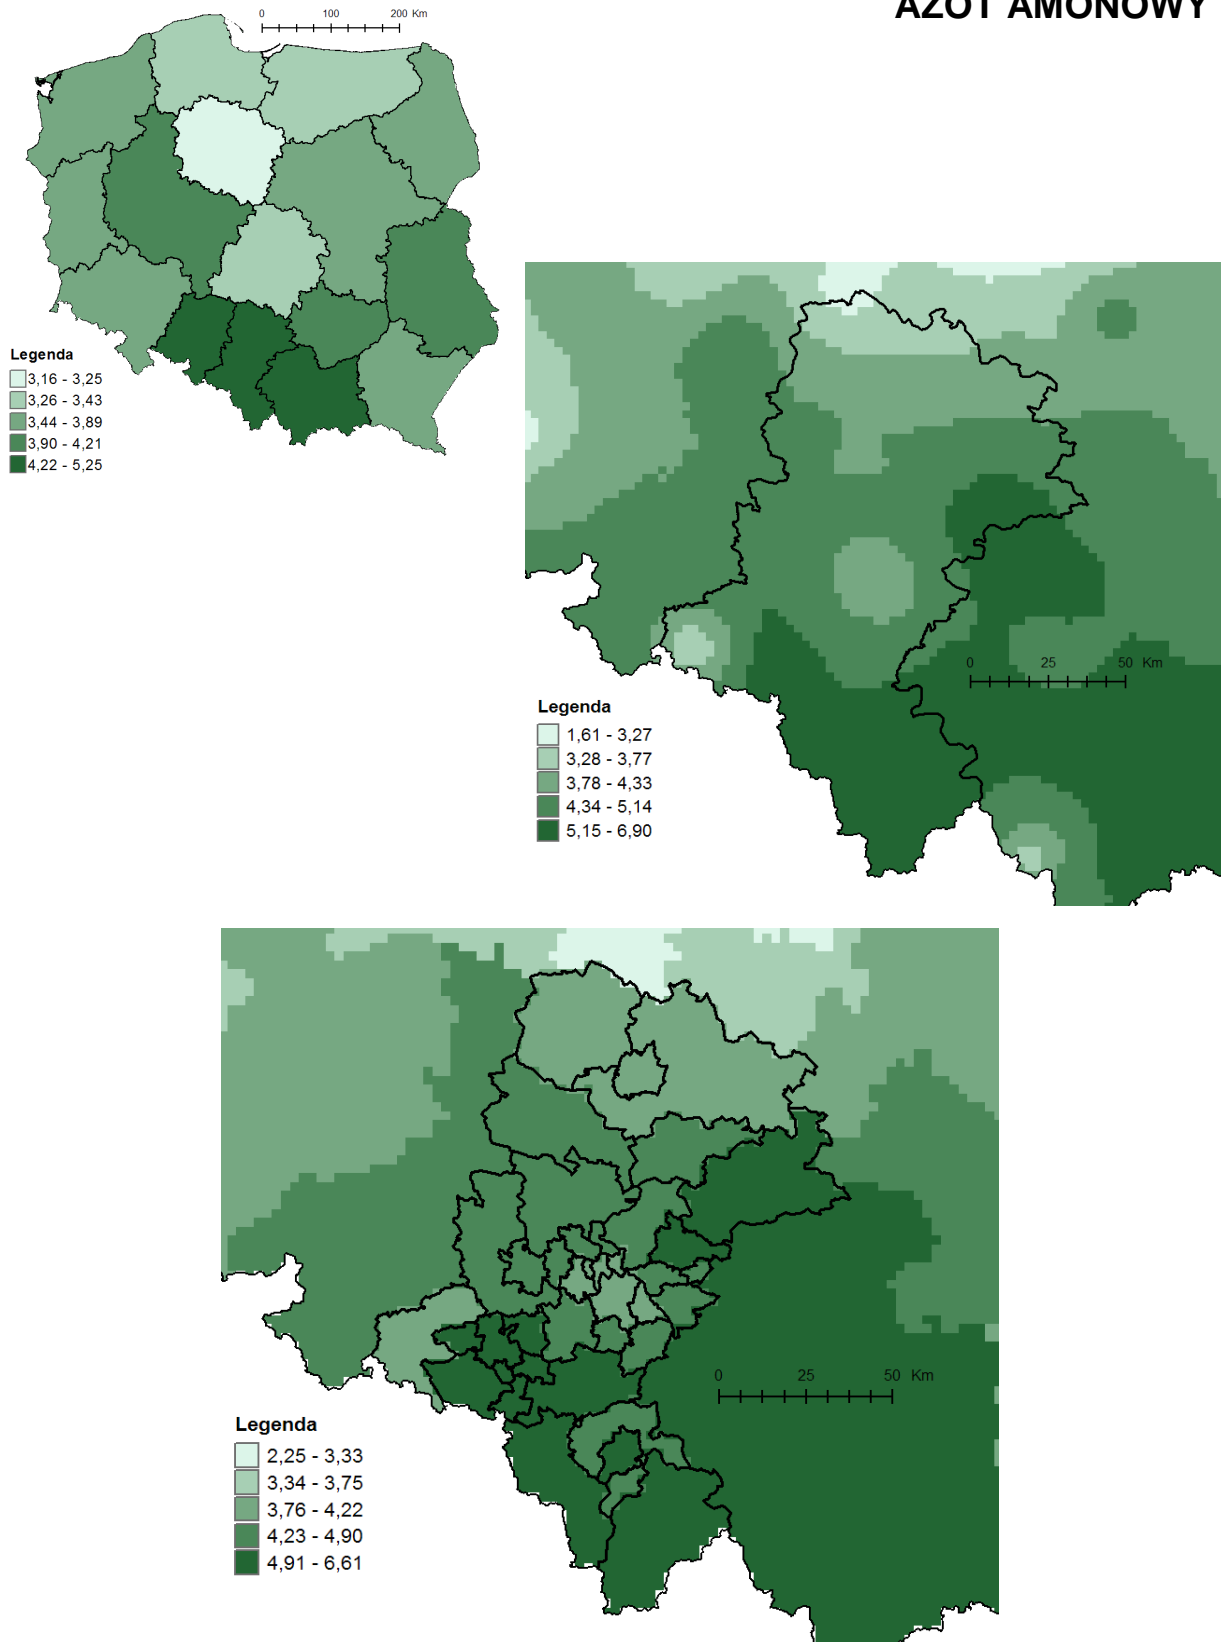 AZOT AMONOWY
0 100 200 Km
Legenda
3,16 - 3,25
3,26 - 3,43
3,44 - 3,89
3,90 - 4,21
4,22 - 5,25
0 25 50 Km
Legenda
1,61 - 3,27
3,28 - 3,77
3,78 - 4,33
4,34 - 5,14
5,15 - 6,90
0 25 50 Km
Legenda
2,25 - 3,33
3,34 - 3,75
3,76 - 4,22
4,23 - 4,90
4,91 - 6,61